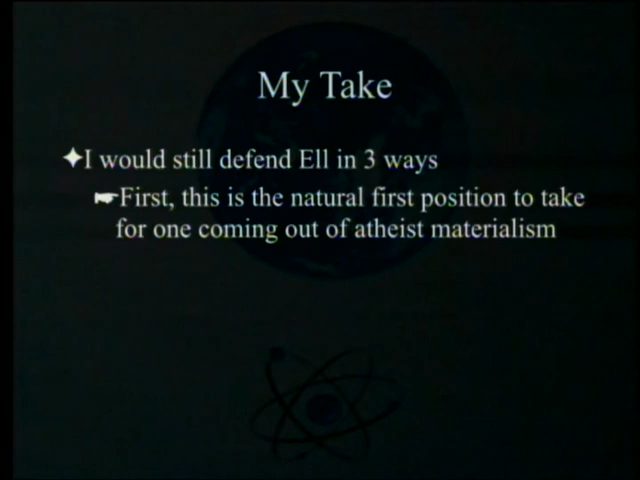 My Take
I would still defend Ell in 3 ways
First, this is the natural first position to take
for one coming out of atheist materialism